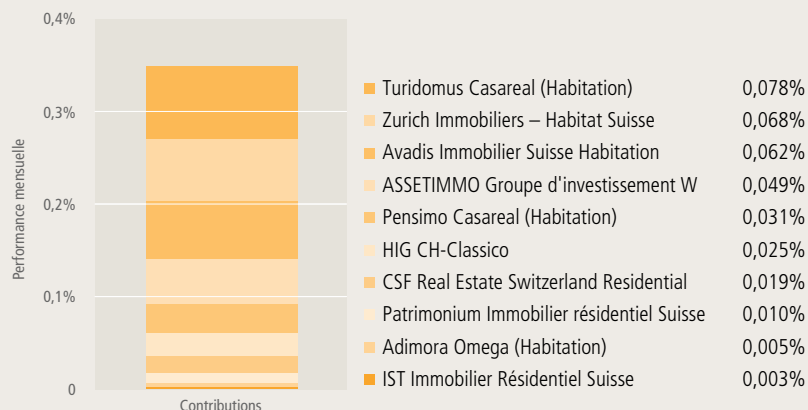 0,4%
0,3%
0,2%
0,1%
0
Performance mensuelle
Contributions
Turidomus Casareal (Habitation) 0,078%
Zurich Immobiliers – Habitat Suisse 0,068%
Avadis Immobilier Suisse Habitation 0,062%
ASSETIMMO Groupe d'investissement W 0,049%
Pensimo Casareal (Habitation) 0,031%
HIG CH-Classico 0,025%
CSF Real Estate Switzerland Residential 0,019%
Patrimonium Immobilier résidentiel Suisse 0,010%
Adimora Omega (Habitation) 0,005%
IST Immobilier Résidentiel Suisse 0,003%